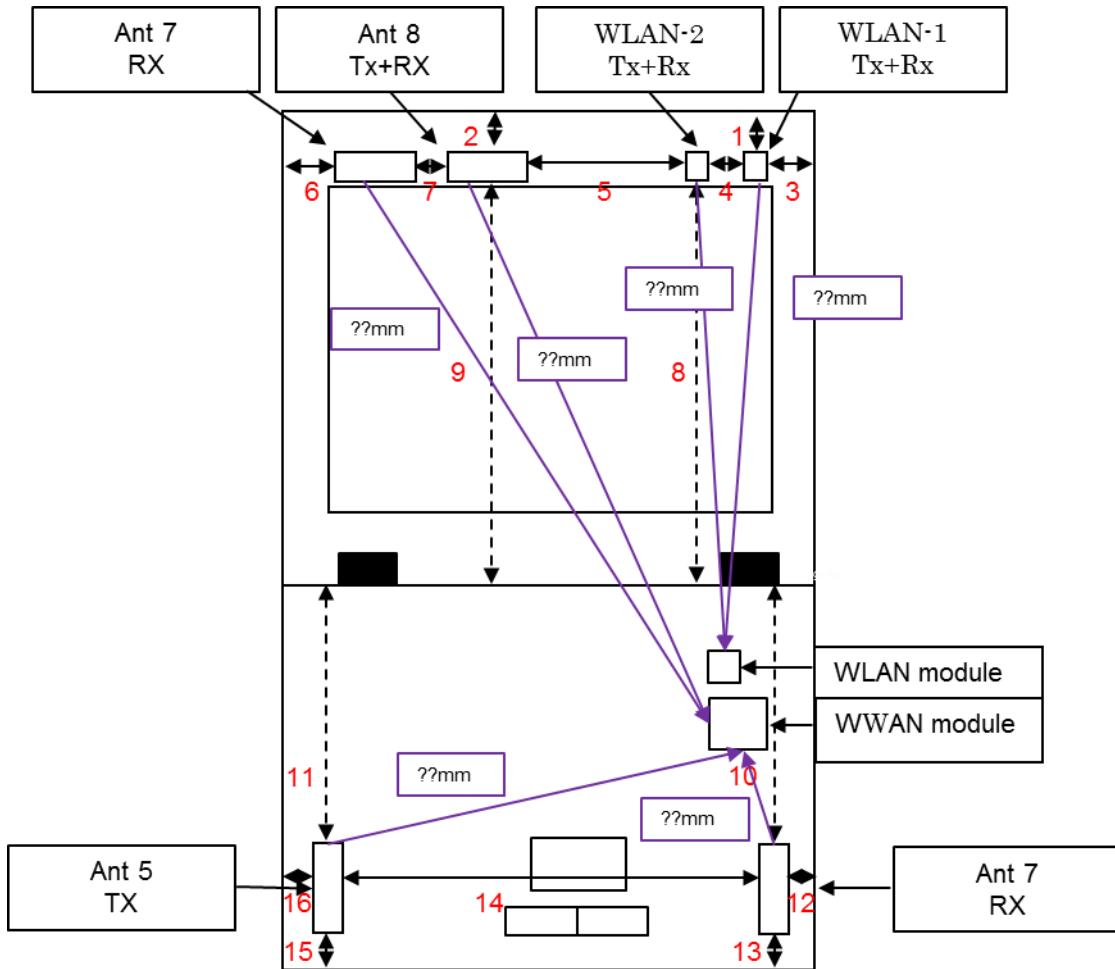 Ant 7
RX
Ant 8
Tx+RX
WLAN-2
Tx+Rx
WLAN-1
Tx+Rx
2
1
6
7
5
4
3
??mm
??mm
??mm
9
??mm
8
WLAN module
WWAN module
10
11
??mm
??mm
Ant 5
TX
16
14
12
Ant 7
RX
15
13